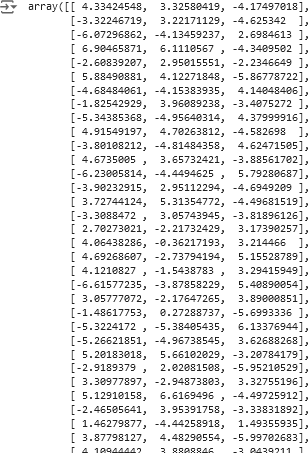 array([[ 4.33424548, 3.32580419, -4.17497018],
[-3.32246719, 3.22171129, -4.625342 ],
[-6.07296862, -4.13459237, 2.6984613 ],
[ 6.90465871, 6.1110567 , -4.3409502 ],
[-2.60839207, 2.95015551, -2.2346649 ],
[ 5.88490881, 4.12271848, -5.86778722],
[-4.68484061, -4.15383935, 4.14048406],
[-1.82542929, 3.96089238, -3.4075272 ],
[-5.34385368, -4.95640314, 4.37999916],
[ 4.91549197, 4.70263812, -4.582698 ],
[-3.80108212, -4.81484358, 4.62471505],
[ 4.6735005 , 3.65732421, -3.88561702],
[-6.23005814, -4.4494625 , 5.79280687],
[-3.90232915, 2.95112294, -4.6949209 ],
[ 3.72744124, 5.31354772, -4.49681519],
[-3.3088472 , 3.05743945, -3.81896126],
[ 2.70273021, -2.21732429, 3.17390257],
[ 4.06438286, -0.36217193, 3.214466 ],
[ 4.69268607, -2.73794194, 5.15528789],
[ 4.1210827 , -1.5438783 , 3.29415949],
[-6.61577235, -3.87858229, 5.40890054],
[ 3.05777072, -2.17647265, 3.89000851],
[-1.48617753, 0.27288737, -5.6993336 ],
[-5.3224172 , -5.38405435, 6.13376944],
[-5.26621851, -4.96738545, 3.62688268],
[ 5.20183018, 5.66102029, -3.20784179],
[-2.9189379 , 2.02081508, -5.95210529],
[ 3.30977897, -2.94873803, 3.32755196],
[ 5.12910158, 6.6169496 , -4.49725912],
[-2.46505641, 3.95391758, -3.33831892],
[ 1.46279877, -4.44258918, 1.49355935],
[ 3.87798127, 4.48290554, -5.99702683],
[ 4.10944442, 3.8808846 , -3.0439211 ],